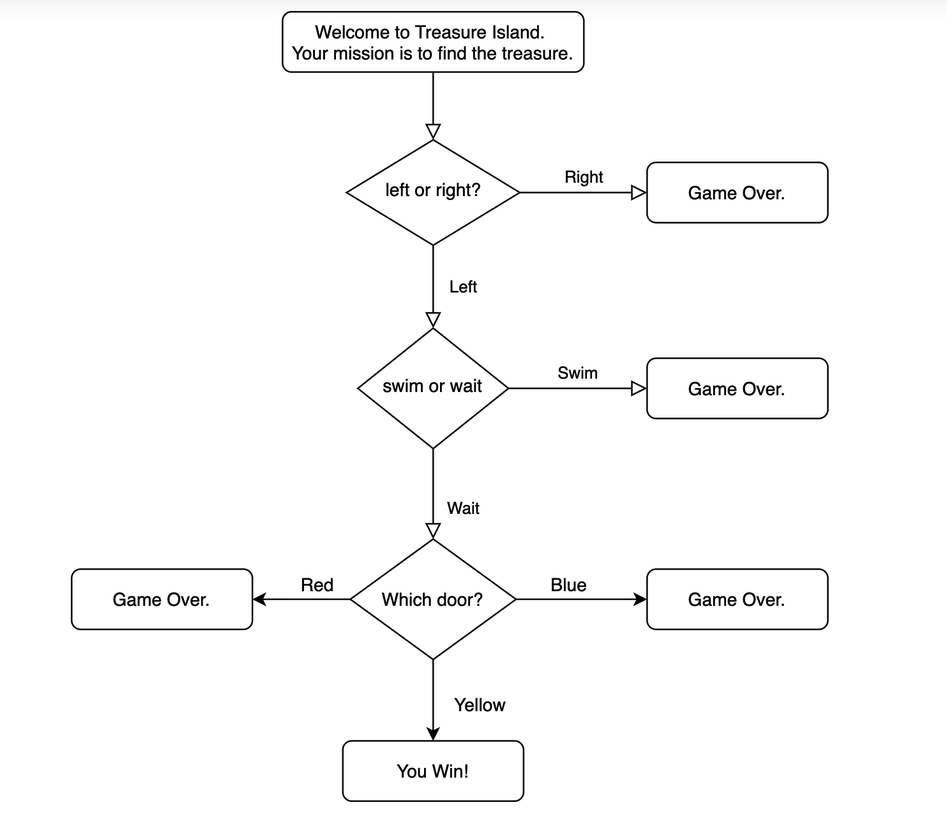 Welcome to Treasure Island.
Your mission is to find the treasure.
left or right?
Right
Game Over.
Left
swim or wait
Swim
Game Over.
Wait
Game Over.
Red
Which door?
Blue
Game Over.
Yellow
You Win!